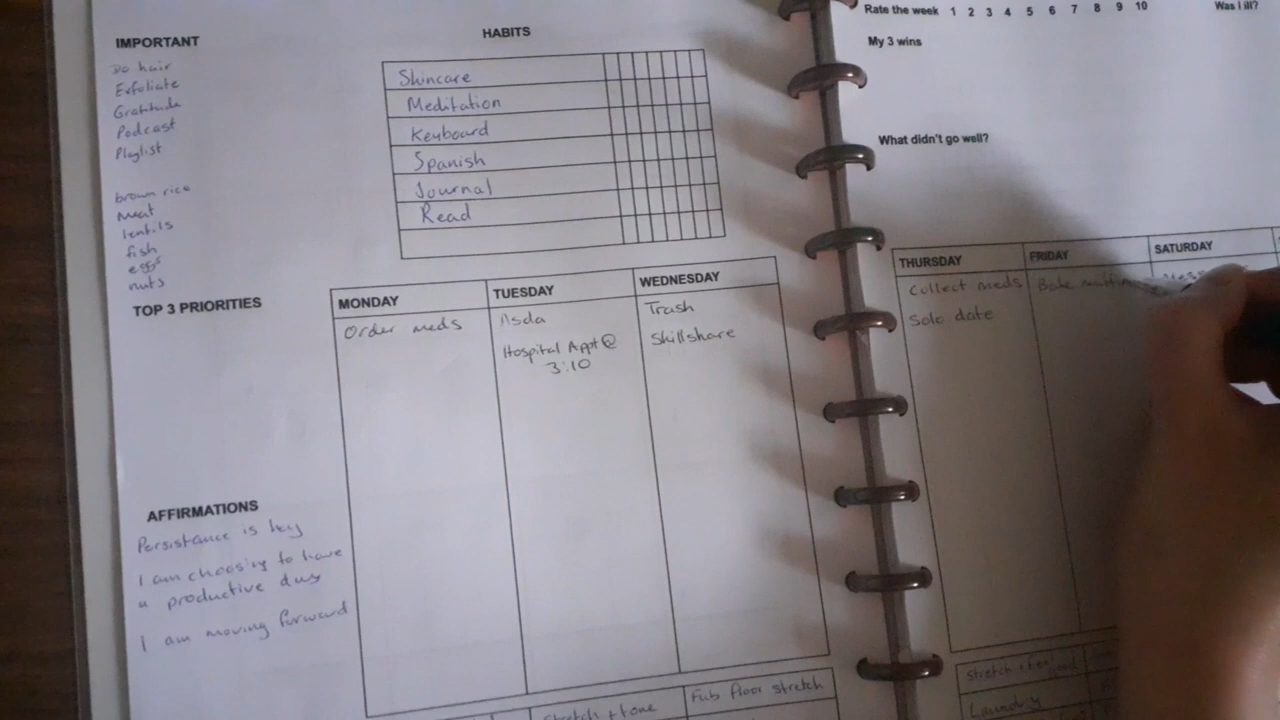 IMPORTANT
Do hair
Exfoliate
Gratitude
Podcast
Playlist
brown rice
meat
lentils
fish
eggs
nuts
HABITS
Skincare
Meditation
Keyboard
Spanish
Journal
Read
TOP 3 PRIORITIES
AFFIRMATIONS
Persistance is key
I am choosing to have
a productive day
I am moving forward
MONDAY
Order meds
TUESDAY
Asda
Hospital Appt @
3:10
WEDNESDAY
Trash
Skillshare
Stretch + tone
Fab floor stretch
Rate the week 1 2 3 4 5 6 7 8 9 10
Was I ill?
My 3 wins
What didn't go well?
THURSDAY
Collect meds
Solo date
FRIDAY
Bake
SATURDAY
Stretch
Laundry